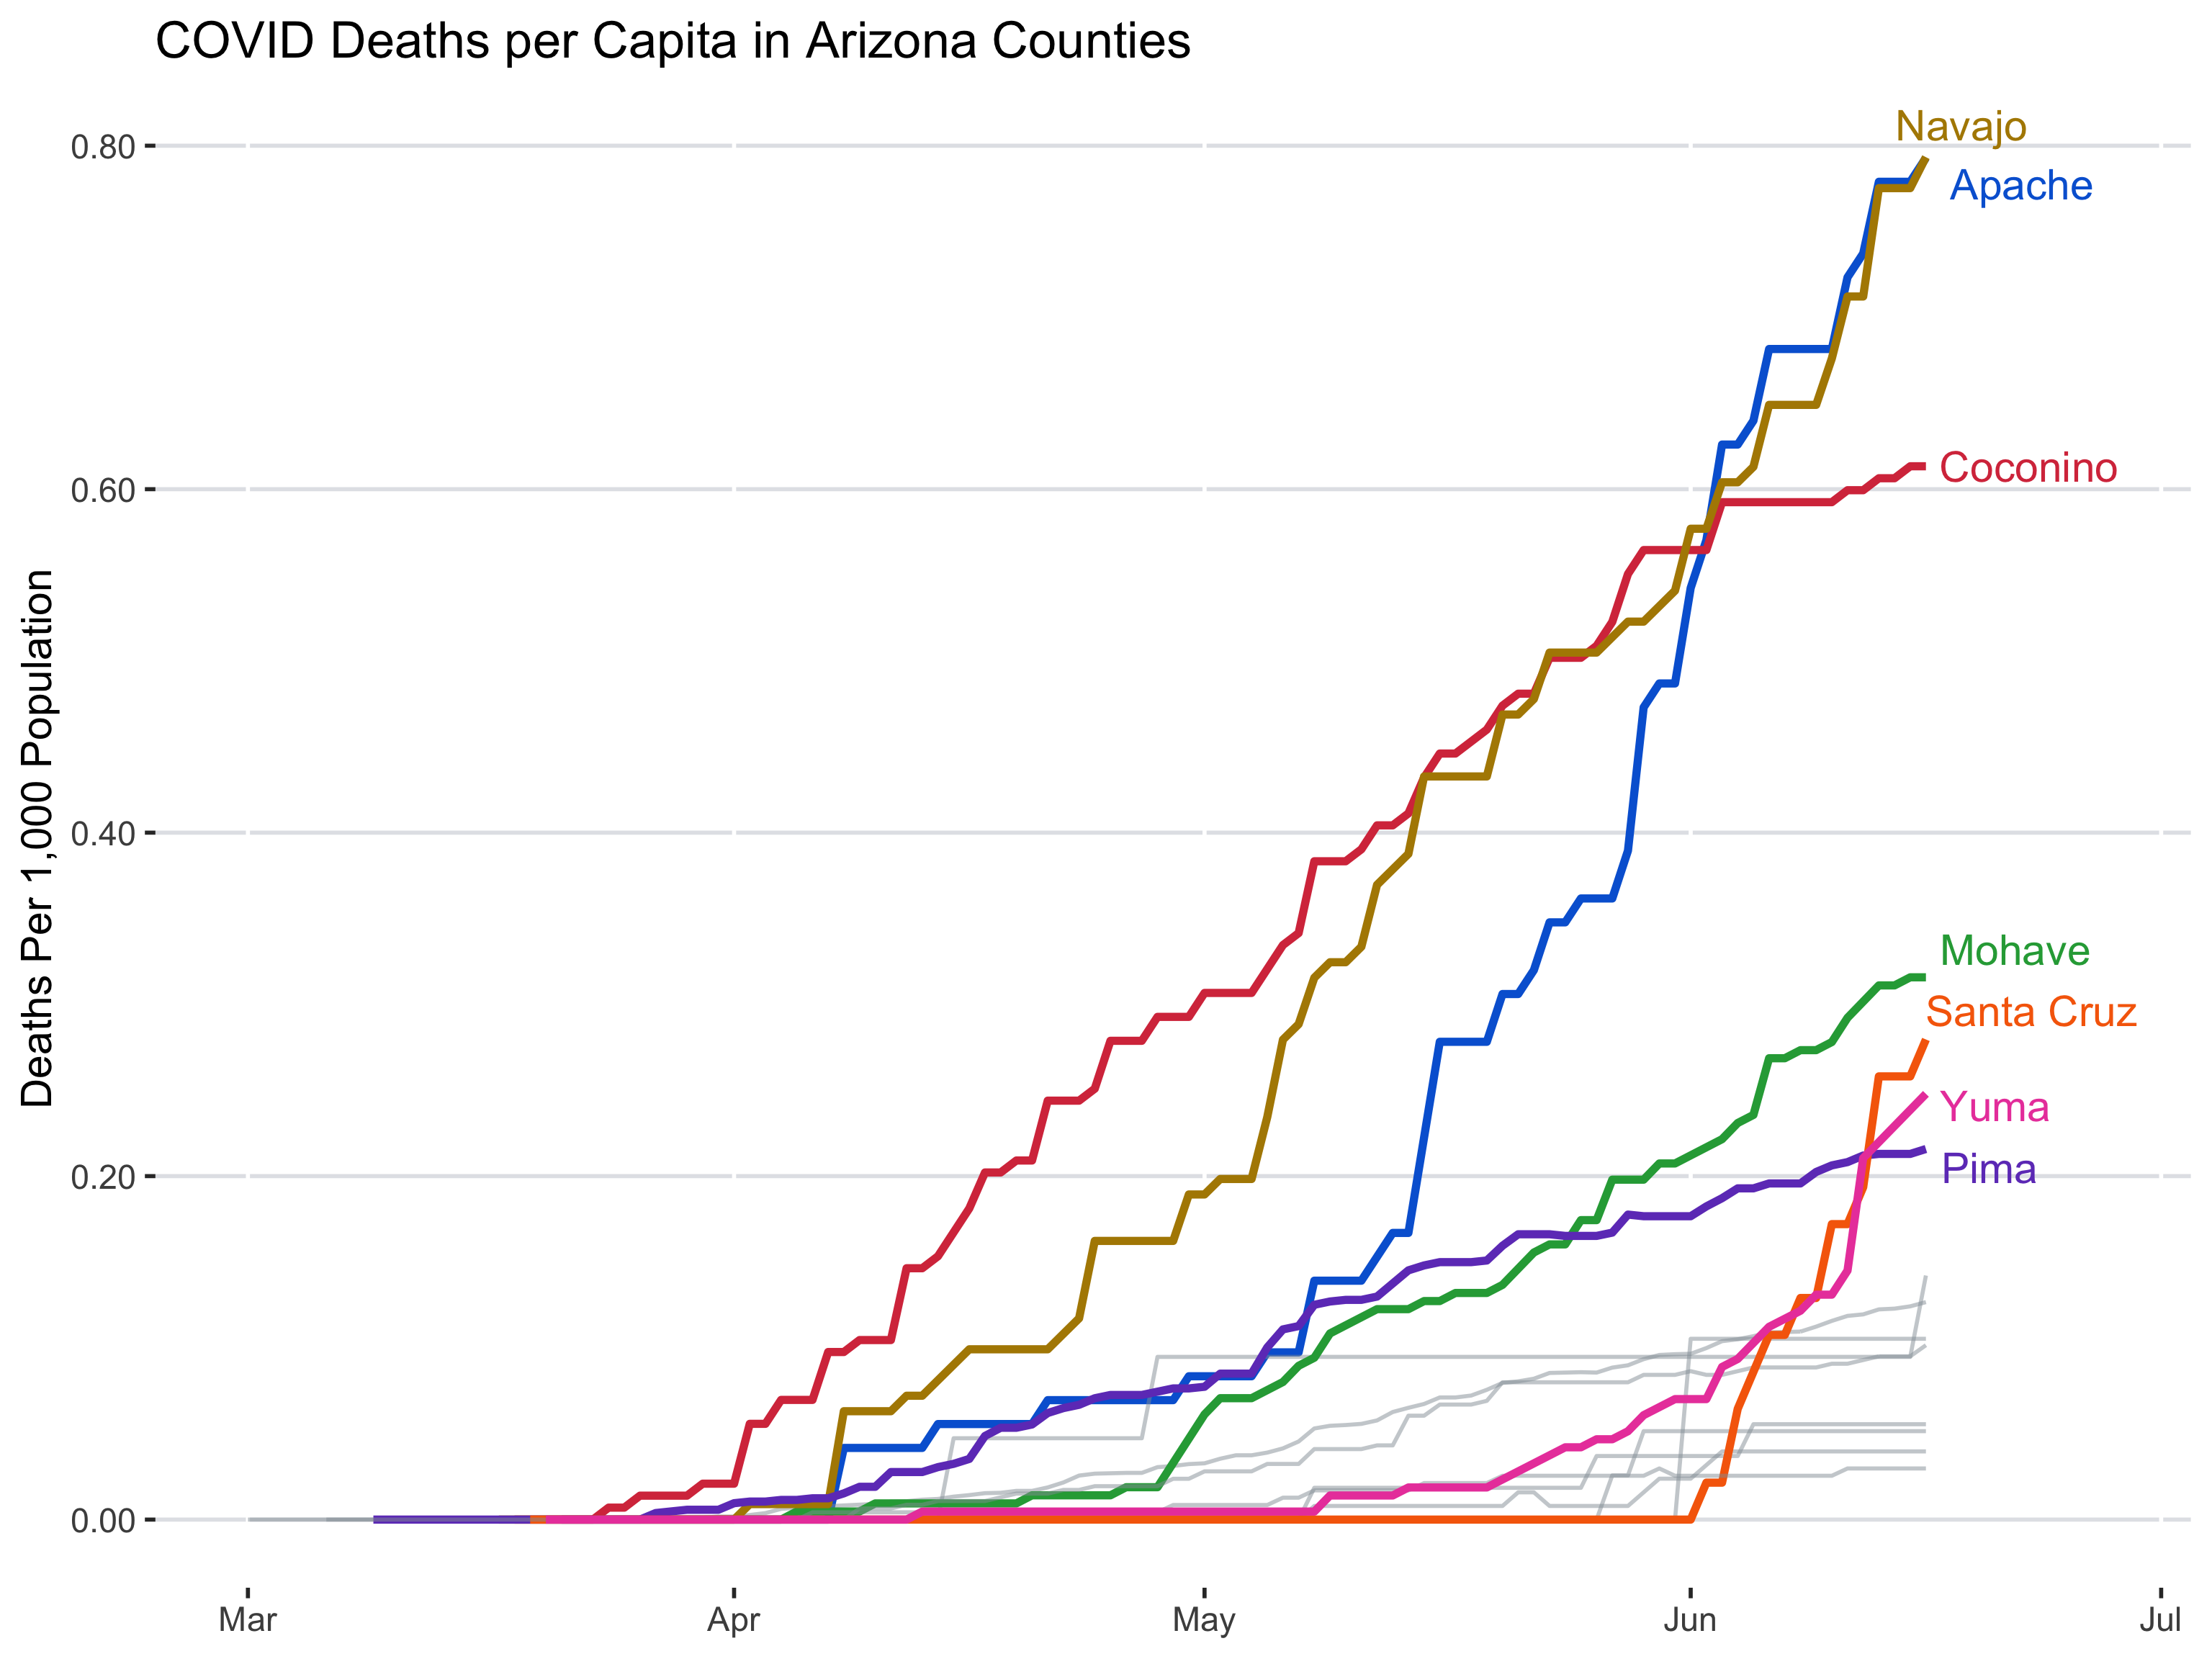 COVID Deaths per Capita in Arizona Counties
Deaths Per 1,000 Population
0.80
0.60
0.40
0.20
0.00
Navajo
Apache
Coconino
Mohave
Santa Cruz
Yuma
Pima
Mar
Apr
May
Jun
Jul